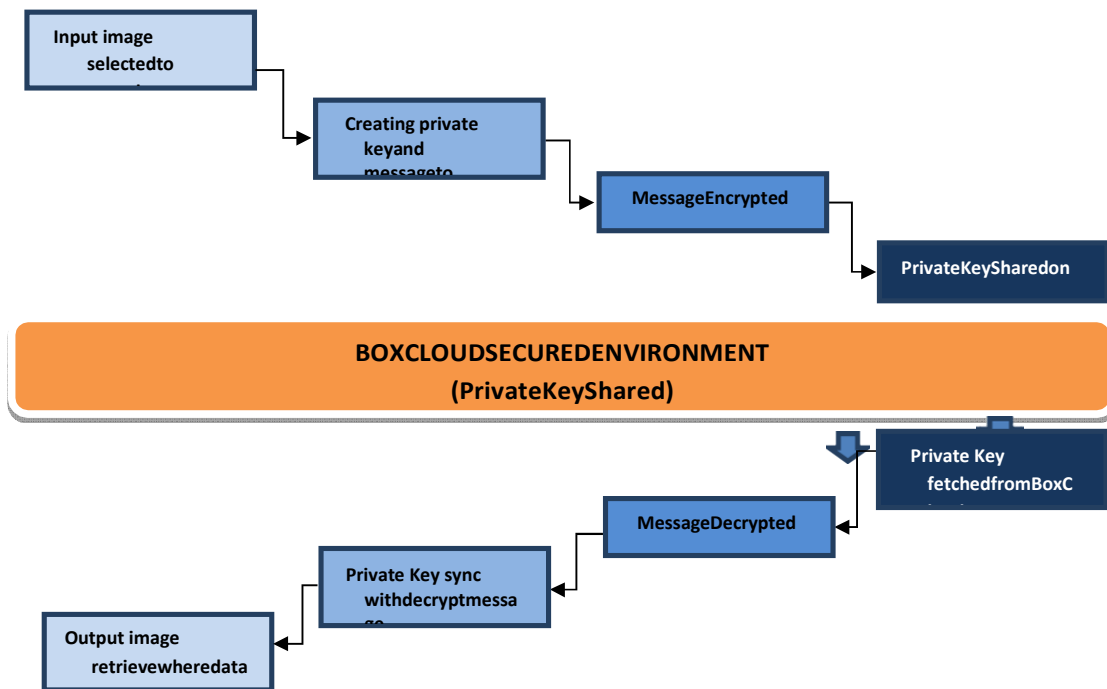 Input image
selectedto
Creating private
keyand
messageto
MessageEncrypted
PrivateKeySharedon
BOXCLOUDSECUREDENVIRONMENT
(PrivateKeyShared)
Private Key
fetchedfromBoxC
MessageDecrypted
Private Key sync
withdecryptmessa
Output image
retrievewheredata